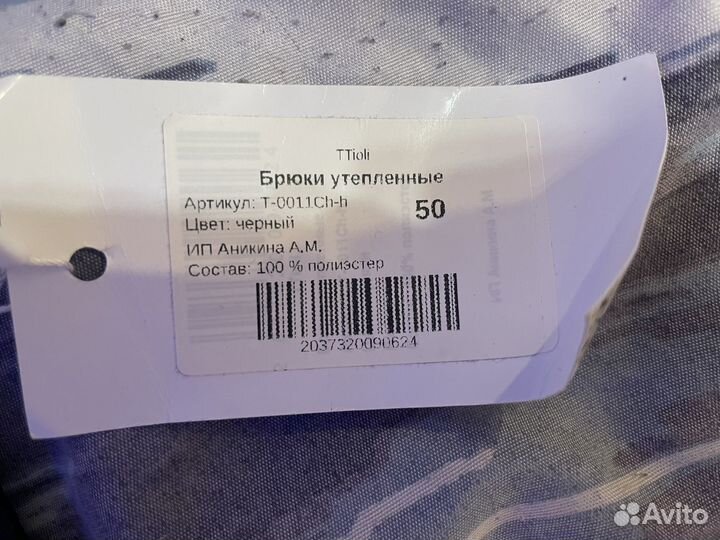 TTioli
Брюки утепленные
Артикул: T-0011Ch-h
50
Цвет: черный
ИП Аникина А.М.
Состав: 100 % полиэстер
2037320090624
Avito